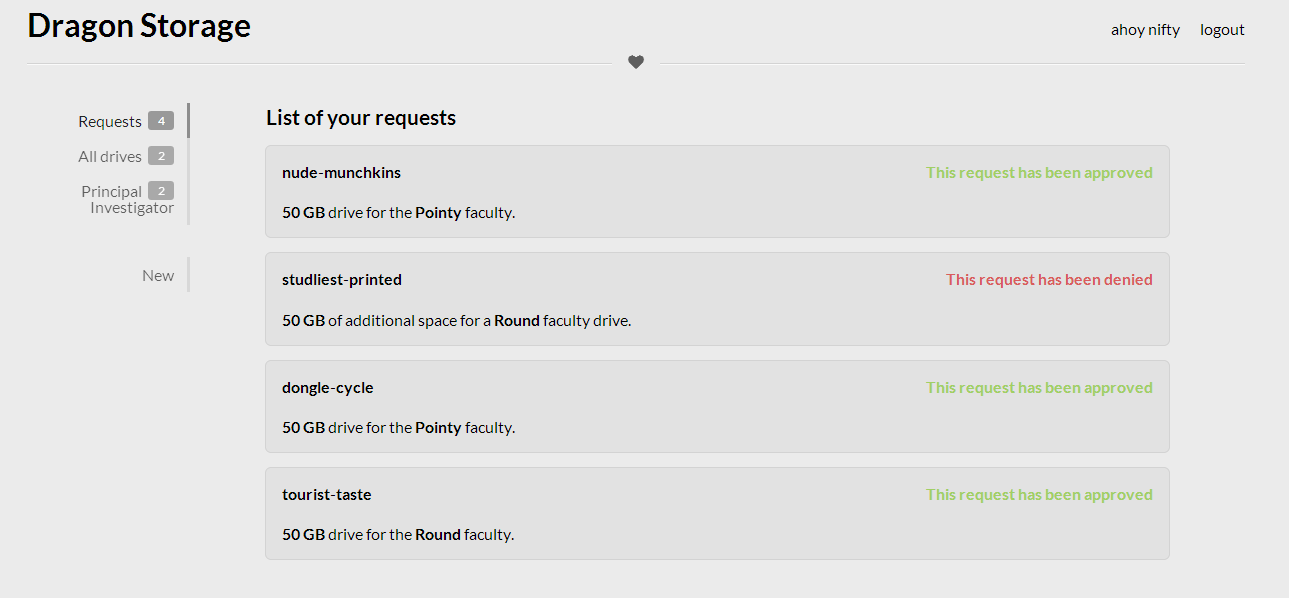 Dragon Storage
ahoy nifty logout
Requests 4
All drives 2
Principal 2
Investigator
New
List of your requests
nude-munchkins This request has been approved
50 GB drive for the Pointy faculty.
studliest-printed This request has been denied
50 GB of additional space for a Round faculty drive.
dongle-cycle This request has been approved
50 GB drive for the Pointy faculty.
tourist-taste This request has been approved
50 GB drive for the Round faculty.